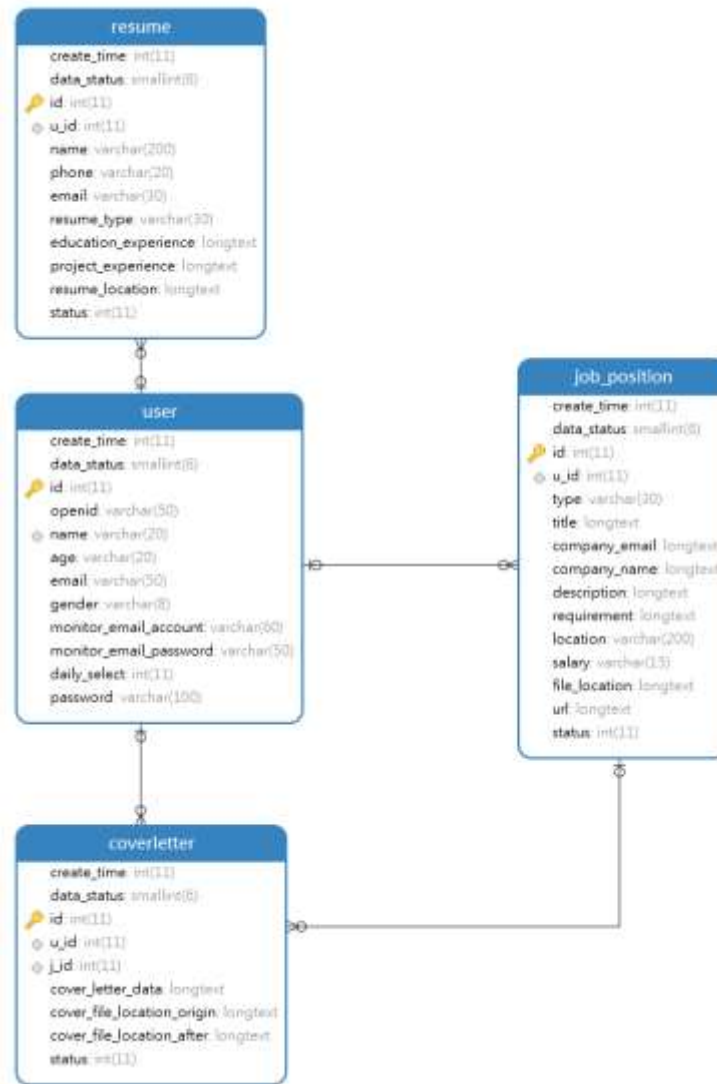 resume
create_time: int(11)
data_status: smallint(6)
id: int(11)
u_id: int(11)
name: varchar(200)
phone: varchar(20)
email: varchar(30)
resume_type: varchar(30)
education_experience: longtext
project_experience: longtext
resume_location: longtext
status: int(11)
user
create_time: int(11)
data_status: smallint(6)
id: int(11)
openid: varchar(50)
name: varchar(20)
age: varchar(20)
email: varchar(50)
gender: varchar(8)
monitor_email_account: varchar(60)
monitor_email_password: varchar(50)
daily_select: int(11)
password: varchar(100)
job_position
create_time: int(11)
data_status: smallint(6)
id: int(11)
u_id: int(11)
type: varchar(30)
title: longtext
company_email: longtext
company_name: longtext
description: longtext
requirement: longtext
location: varchar(200)
salary: varchar(15)
file_location: longtext
url: longtext
status: int(11)
coverletter
create_time: int(11)
data_status: smallint(6)
id: int(11)
u_id: int(11)
j_id: int(11)
cover_letter_data: longtext
cover_file_location_origin: longtext
cover_file_location_after: longtext
status: int(11)